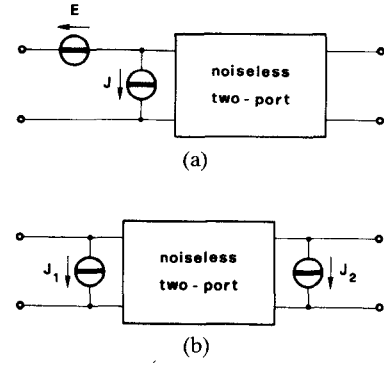 E
J
noiseless
two-port
(a)
J1
noiseless
two-port
J2
(b)